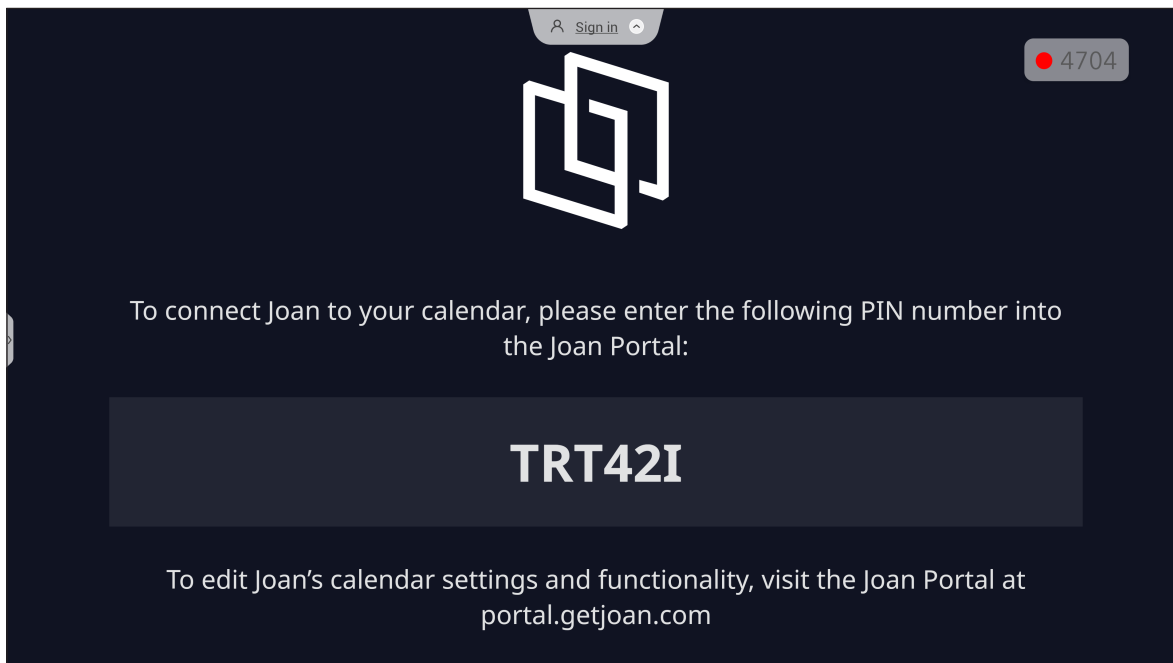 Sign in
4704
To connect Joan to your calendar, please enter the following PIN number into
the Joan Portal:
TRT42I
To edit Joan’s calendar settings and functionality, visit the Joan Portal at
portal.getjoan.com